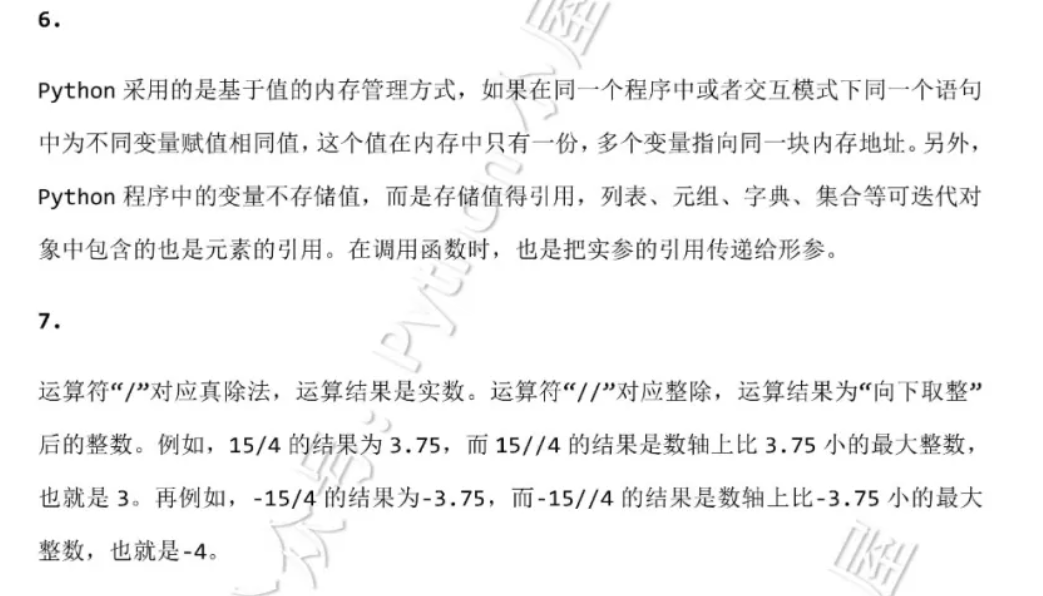 6.
Python 采用的是基于值的内存管理方式，如果在同一个程序中或者交互模式下同一个语句
中为不同变量赋值相同值，这个值在内存中只有一份，多个变量指向同一块内存地址。另外，
Python 程序中的变量不存储值，而是存储值得引用，列表、元组、字典、集合等可迭代对
象中包含的也是元素的引用。在调用函数时，也是把实参的引用传递给形参。
7.
运算符“/”对应真除法，运算结果是实数。运算符“//”对应整除，运算结果为“向下取整”
后的整数。例如，15/4 的结果为 3.75，而 15//4 的结果是数轴上比 3.75 小的最大整数，
也就是 3。再例如，-15/4 的结果为-3.75，而-15//4 的结果是数轴上比-3.75 小的最大
整数，也就是-4。
公众号：Python小屋
屋